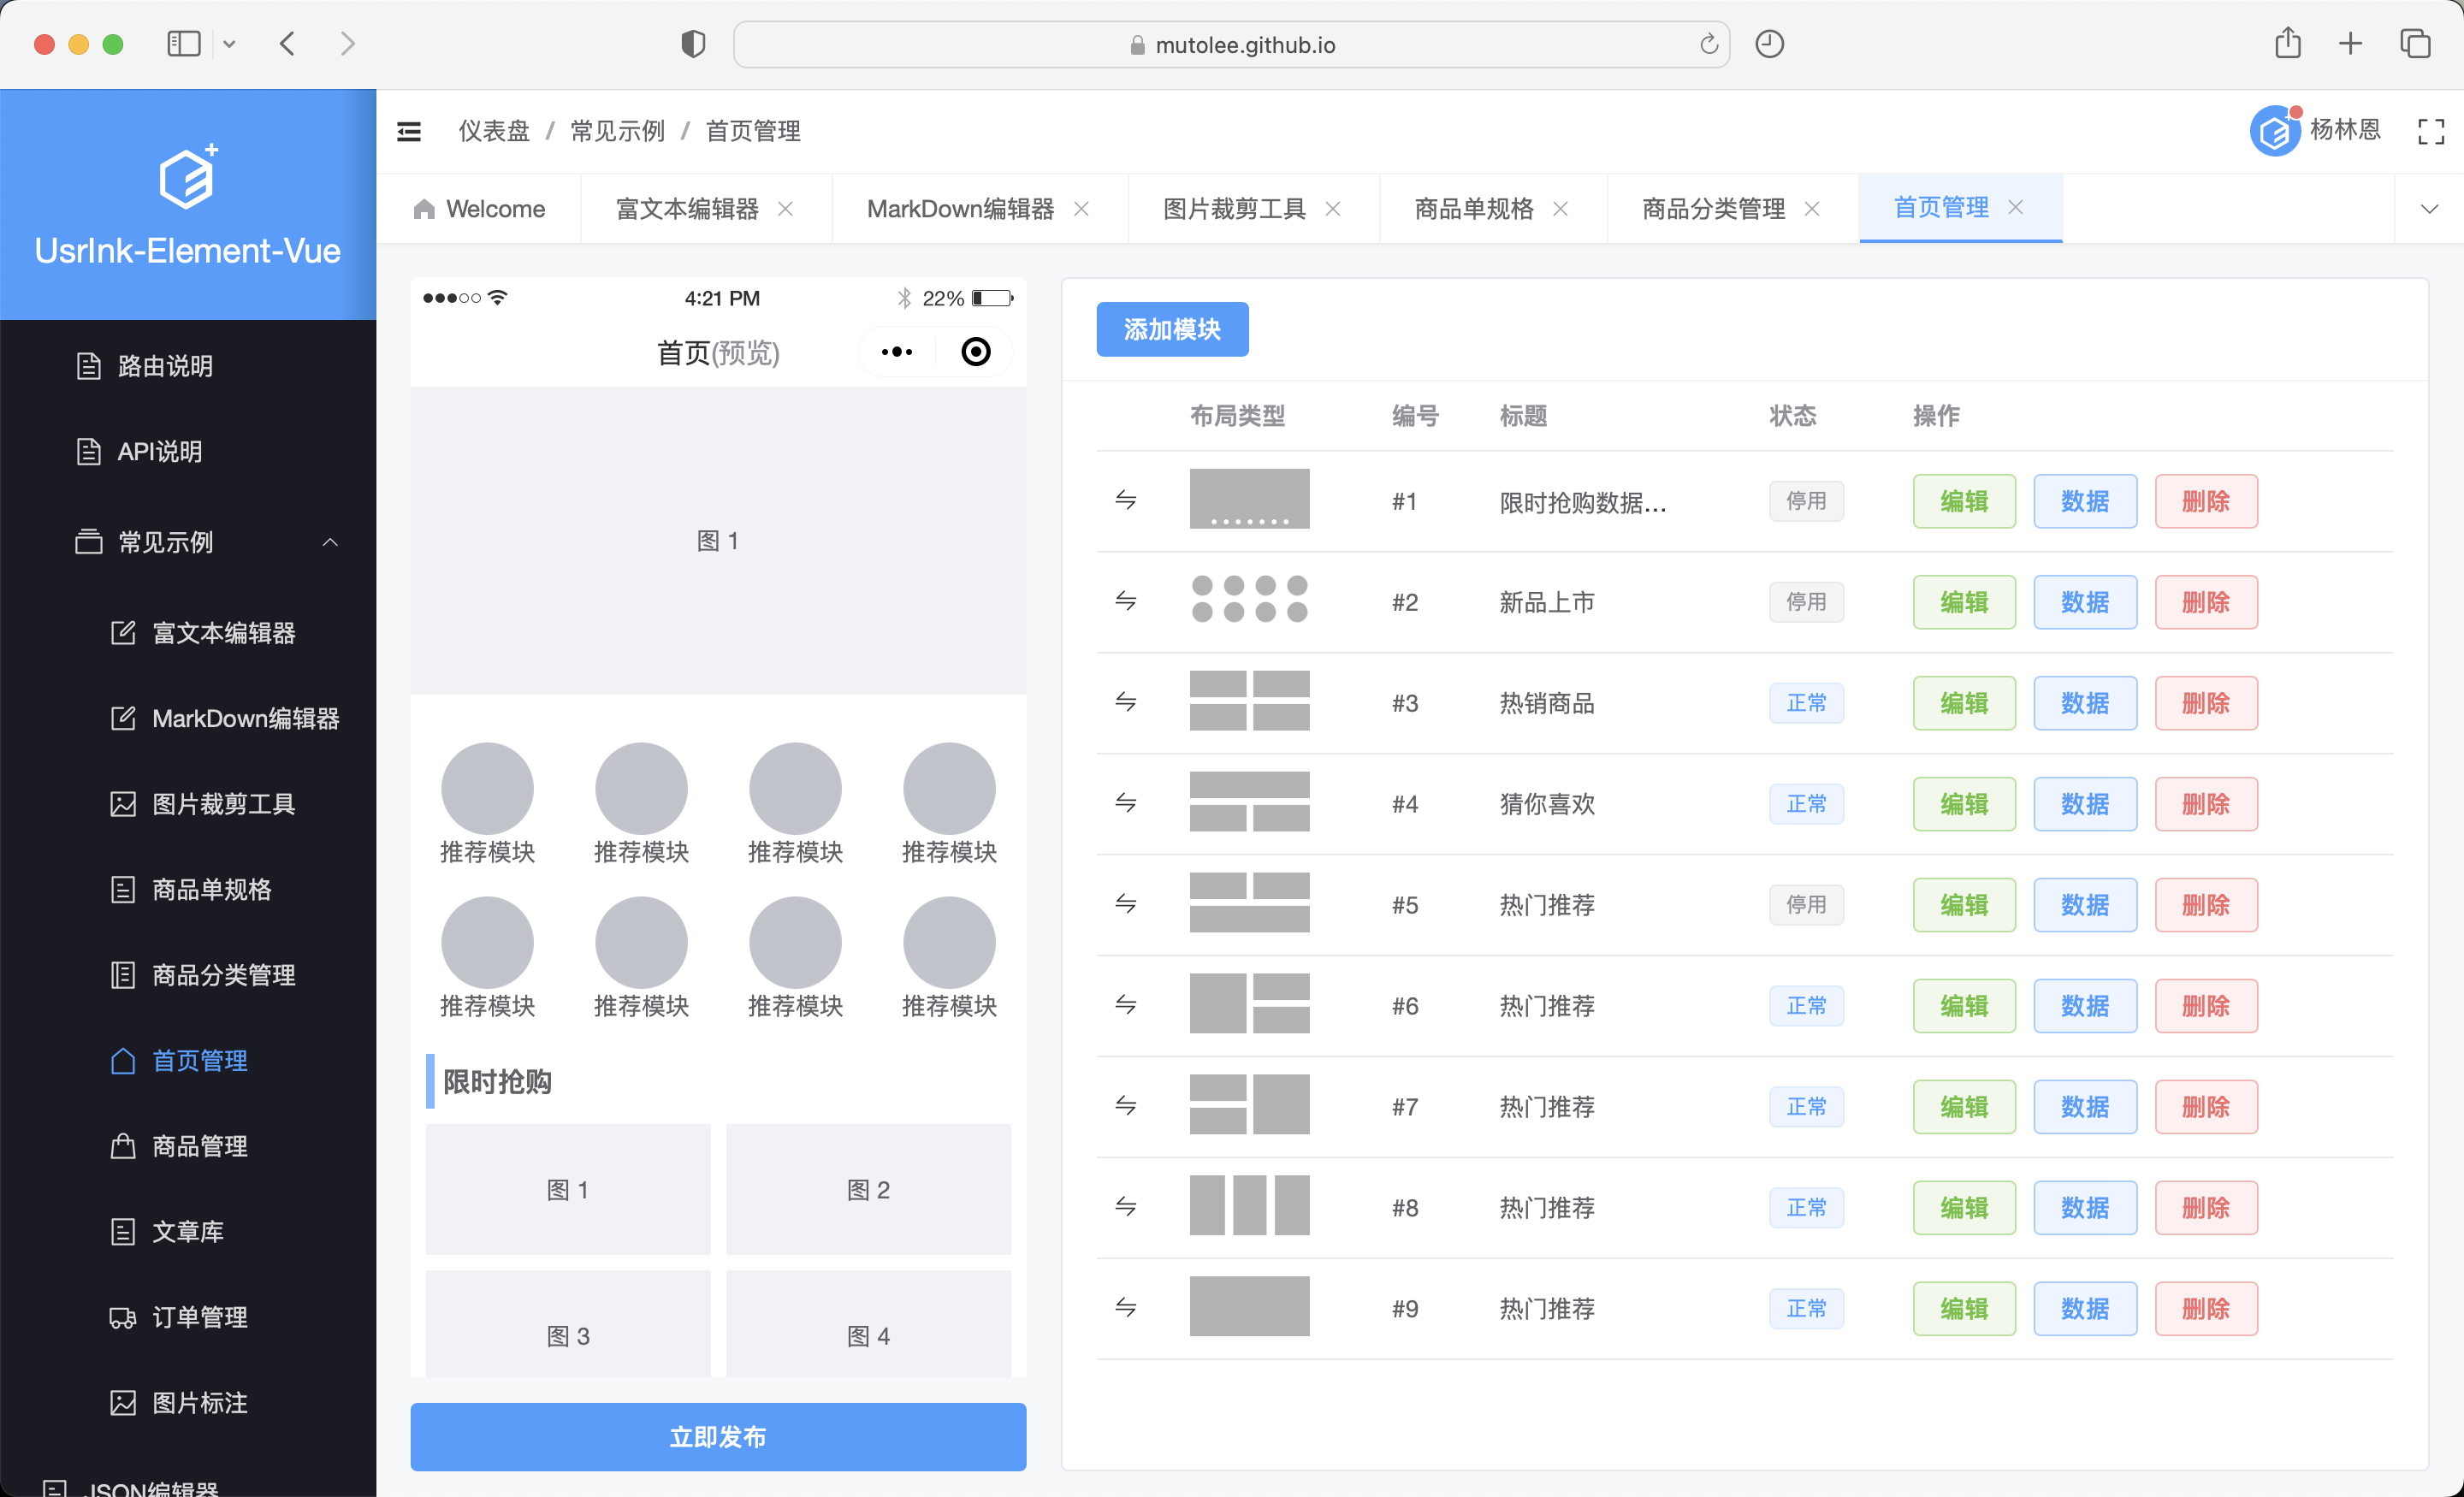 mutolee.github.io
UsrInk-Element-Vue
路由说明
API说明
常见示例
富文本编辑器
MarkDown编辑器
图片裁剪工具
商品单规格
商品分类管理
首页管理
商品管理
文章库
订单管理
图片标注
JSON编辑器
仪表盘 / 常见示例 / 首页管理
杨林恩
Welcome
富文本编辑器
MarkDown编辑器
图片裁剪工具
商品单规格
商品分类管理
首页管理
4:21 PM
22%
首页(预览)
图 1
推荐模块 推荐模块 推荐模块 推荐模块
推荐模块 推荐模块 推荐模块 推荐模块
限时抢购
图 1 图 2
图 3 图 4
立即发布
添加模块
布局类型 编号 标题 状态 操作
#1 限时抢购数据... 停用 编辑 数据 删除
#2 新品上市 停用 编辑 数据 删除
#3 热销商品 正常 编辑 数据 删除
#4 猜你喜欢 正常 编辑 数据 删除
#5 热门推荐 停用 编辑 数据 删除
#6 热门推荐 正常 编辑 数据 删除
#7 热门推荐 正常 编辑 数据 删除
#8 热门推荐 正常 编辑 数据 删除
#9 热门推荐 正常 编辑 数据 删除